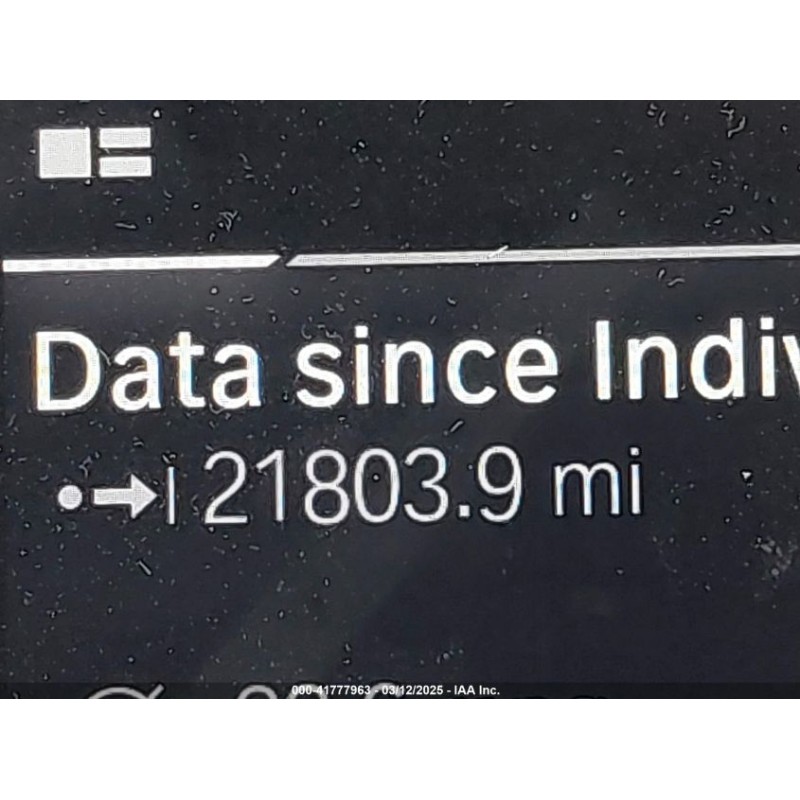 Data since Indiv
21803.9 mi
000-41777963 - 03/12/2025 - IAA Inc.